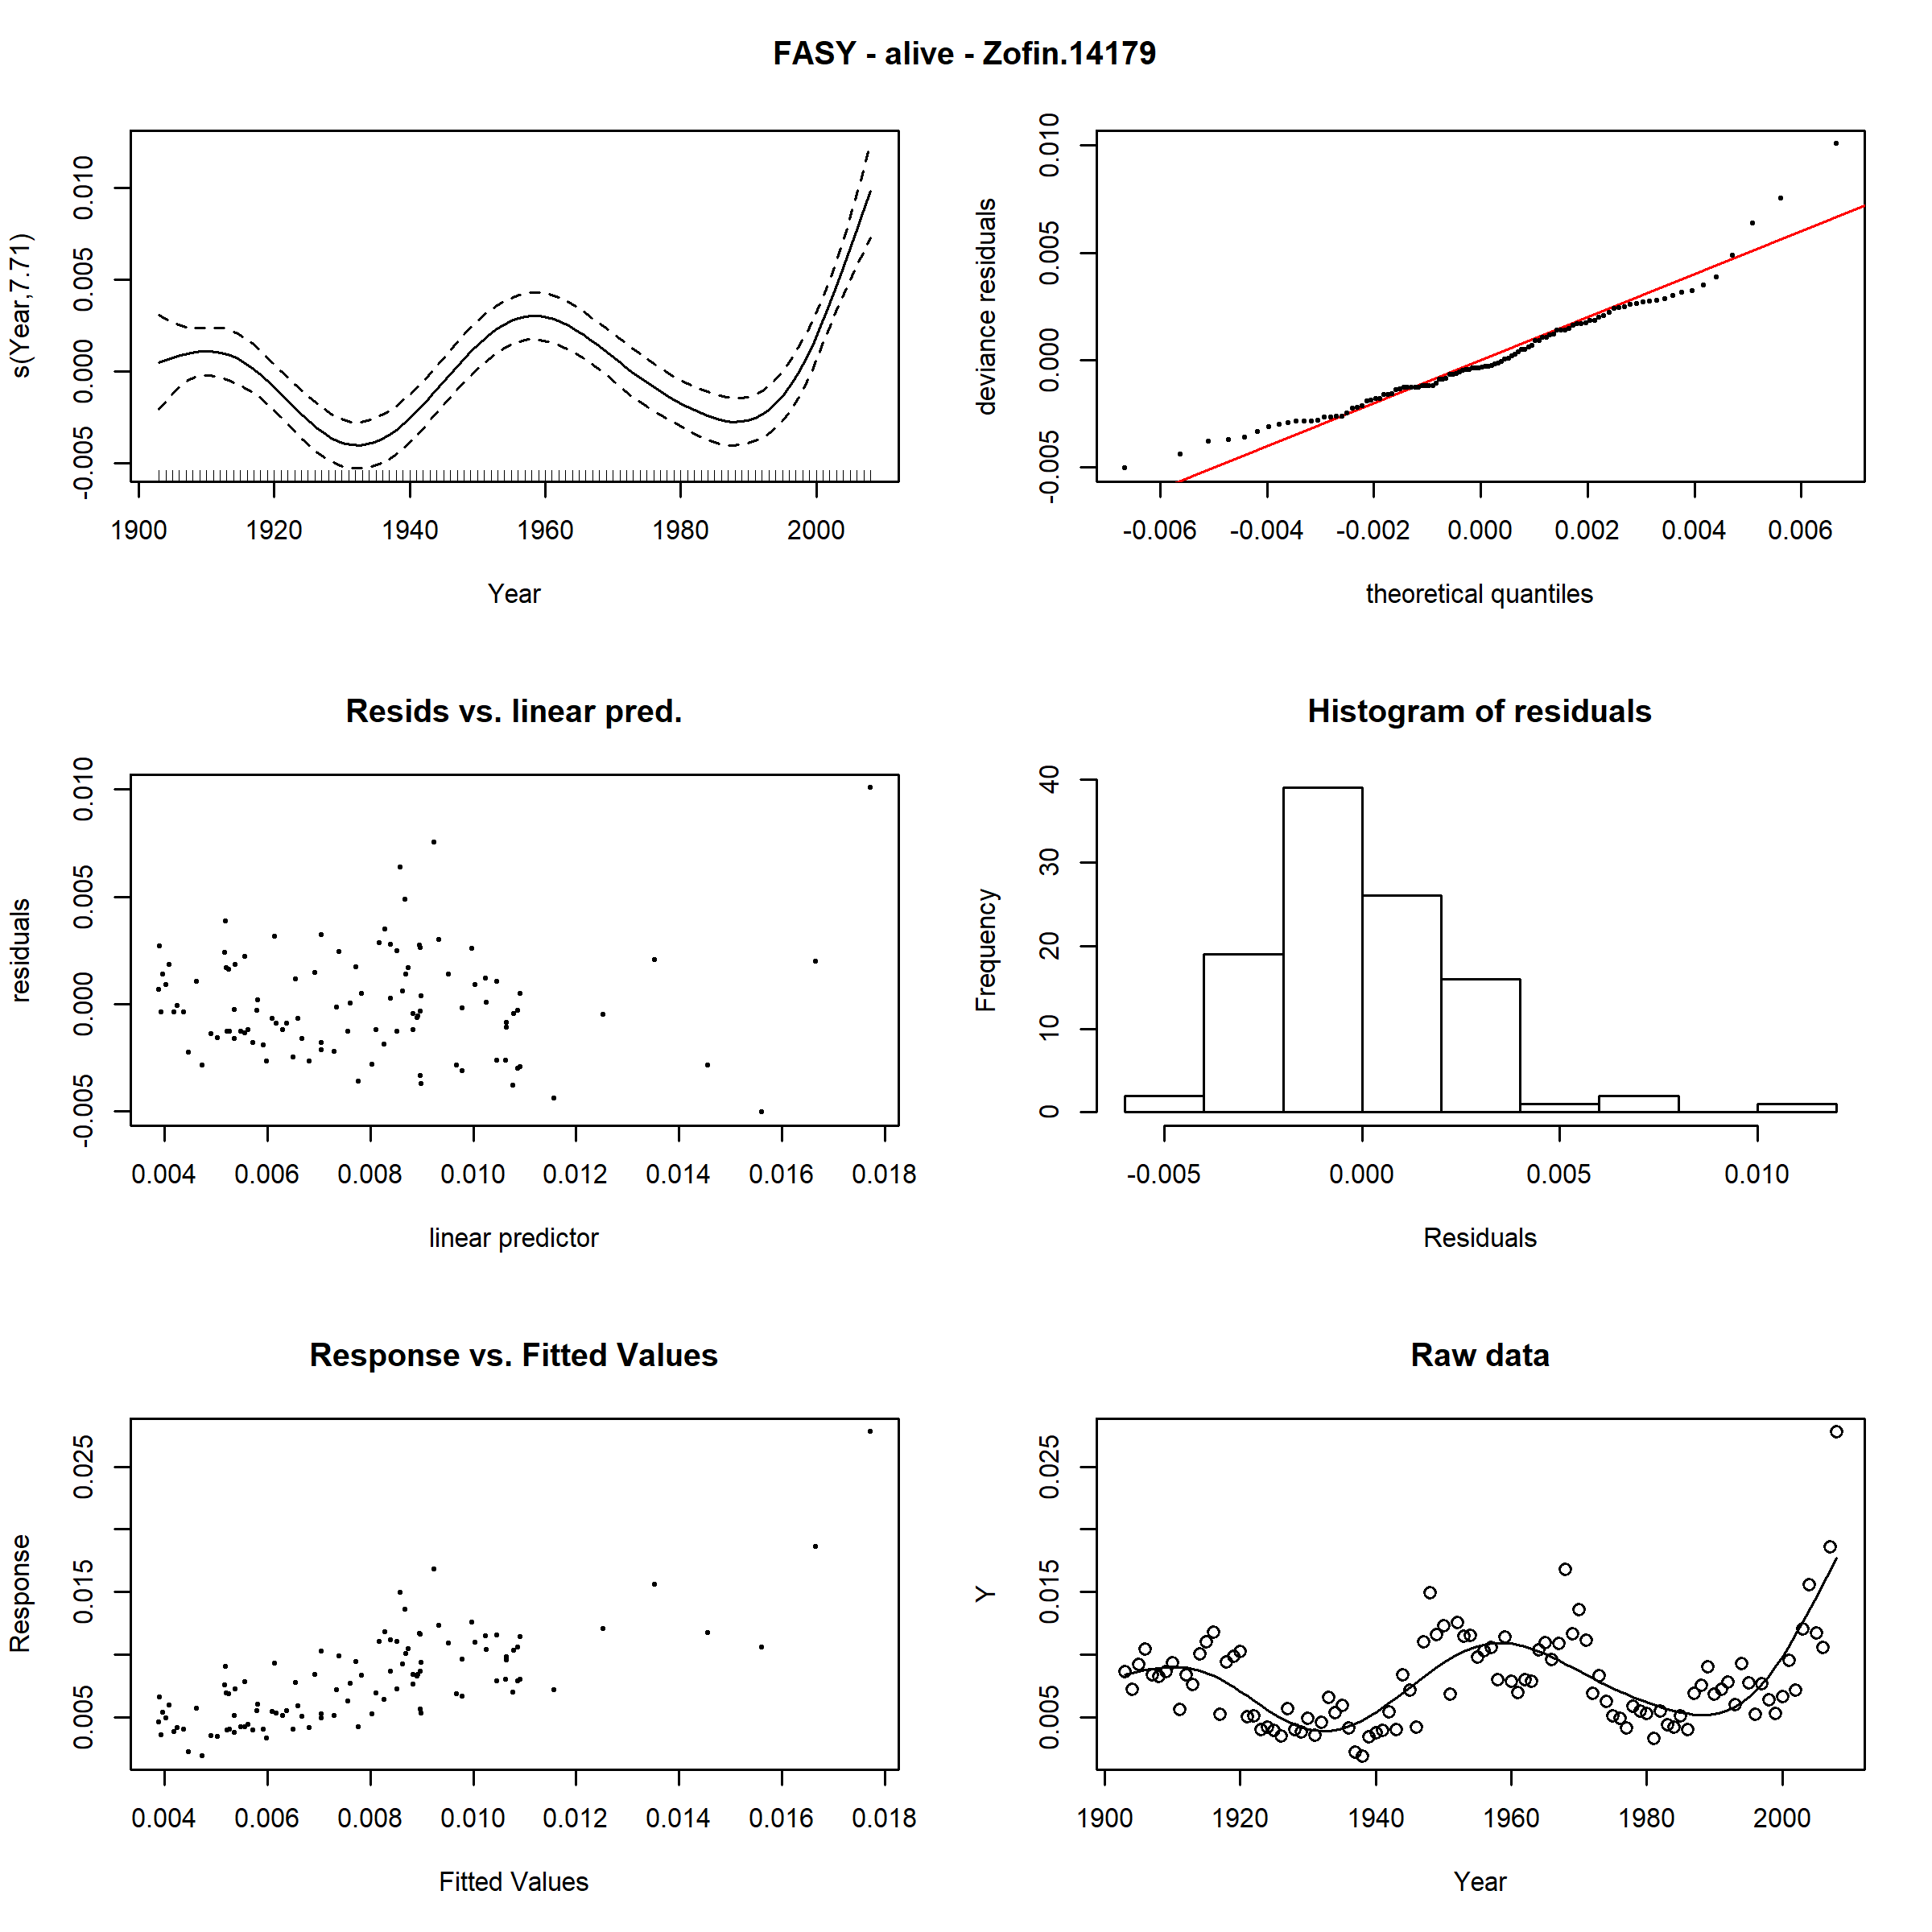 FASY - alive - Zofin.14179
s(Year,7.71)
0.010
0.005
0.000
-0.005
1900 1920 1940 1960 1980 2000
Year
deviance residuals
0.010
0.005
0.000
-0.005
-0.006 -0.004 -0.002 0.000 0.002 0.004 0.006
theoretical quantiles
Resids vs. linear pred.
residuals
0.010
0.005
0.000
-0.005
0.004 0.006 0.008 0.010 0.012 0.014 0.016 0.018
linear predictor
Histogram of residuals
Frequency
40
30
20
10
0
-0.005 0.000 0.005 0.010
Residuals
Response vs. Fitted Values
Response
0.025
0.015
0.005
0.004 0.006 0.008 0.010 0.012 0.014 0.016 0.018
Fitted Values
Raw data
Y
0.025
0.015
0.005
1900 1920 1940 1960 1980 2000
Year